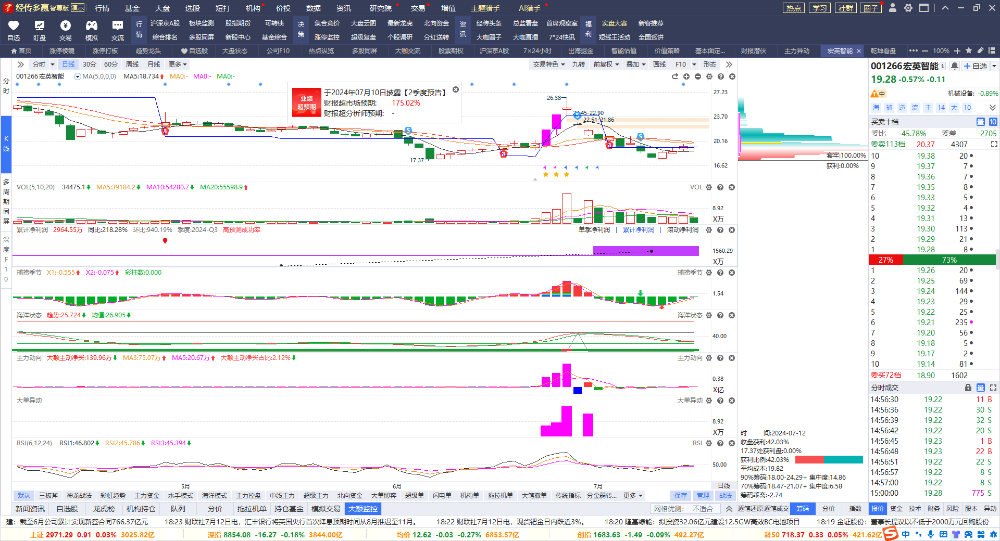 经传多赢 智尊版 演示 行情 基金 大盘 选股 短打 机构 价投 数据 资讯 研究院 交易 增值 主题猎手 AI猎手 热点 学习 社群 圈子
自选 盯盘 交易 模拟 交流
行情 沪深京A股 板块监测 股指期货 可转债 决策 集合竞价 大盘云图 最新龙虎 北向资金 资讯 经传头条 总监看盘 首席观察室 福利 实盘大赛 新客推荐
综合排名 多股同屏 新股中心 基金综合 涨停监控 超级复盘 个股调研 分红送转 大咖圈子 大咖直播 7*24快讯 短线王活动 全国巡讲
首页 涨停棱镜 涨停打板 趋势龙头 自选股 大盘状态 公司F10 热点纵览 多股同屏 大咖交流 股票期权 沪深京A股 7×24小时 出海掘金 智能估值 价值策略 基本面定... 财报潜伏 主力异动 宏英智能 乾坤看盘 100%
分时 日线 30分 60分 周线 月线 更多 交易特色 九转 前复权 叠加 画线 F10 形态
分时
K线
多周期同屏
深度F10
001266 宏英智能 MA(5,0,0,0) MA5:18.734 MA0:- MA0:- MA0:-
业绩超预期
于2024年07月10日披露【2季度预告】
财报超市场预期: 175.02%
财报超分析师预期: -
26.38
22.45-22.90
22.51-21.86
17.37
27.23
23.70
20.16
16.62
VOL(5,10,20) 34475.1 MA5:39184.2 MA10:54280.7 MA20:55598.9 VOL
8.92
X万
累计净利润 2964.55万 同比:218.28% 环比:940.19% 季度:2024-Q3 高预测成功率 单季净利润 | 累计净利润 | 滚动净利润
1560.29
X万
捕捞季节 X1:-0.555 X2:-0.075 彩柱数:0.000 捕捞季节
1.54
海洋状态 趋势:25.724 均值:26.905 海洋状态
40.00
主力动向 大额主动净买:139.96万 MA3:75.07万 MA5:20.67万 大额主动净买占比:2.12% 主力动向
0.38
X亿
大单异动 大单异动
8.92
X万
RSI(6,12,24) RSI1:46.802 RSI2:45.786 RSI3:45.394 RSI
50.00
5月 6月 7月 日线
默认 三板斧 神龙战法 彩虹趋势 主力资金 水手模式 海洋模式 主力控盘 中线主力 超级主力 北向资金 大单博弈 超级单 闪电单 机构单 拖拉机单 大笔撤单 传统指标 分金弱转... 更多 保存 管理 战法
新闻资讯 自选股 龙虎榜 机构持仓 队列 分价 拖拉机单 持仓基金 模拟交易 大额监控 网格优测: 不适合 逐笔还原 逐笔成交 筹码 分价 指数 报价 资金 技术 财务 风险 股本 异动
套牢:100.00%
获利:0.00%
时 间:2024-07-12
收盘获利:42.03%
17.37处获利盘:0.00%
获利比例:42.03%
平均成本:19.82
90%筹码:18.00-24.29+ 集中度:14.86
70%筹码:18.47-21.07+ 集中度:6.58
筹码乖离:-2.74
001266宏英智能 自选
19.28 -0.57% -0.11
中 机械设备: -0.89%
海 捕 逆 流 主 14 大 10
买卖十档 量 10
委比 -45.78% 委差 -2705
委卖113档 20.37 4307
10 19.38 20
9 19.37 7
8 19.36 7
7 19.35 8
6 19.33 5
5 19.32 4
4 19.31 13
3 19.30 113
2 19.29 21
1 19.28 8
27% 73%
1 19.26 20
2 19.25 69
3 19.24 144
4 19.23 29
5 19.22 25
6 19.21 235
7 19.20 56
8 19.18 5
9 19.17 2
10 19.14 81
委买72档 18.90 1602
分时成交 量
14:56:30 19.22 11 B
14:56:36 19.22 30 S
14:56:39 19.22 32 S
14:56:42 19.22 20 S
14:56:45 19.23 1 B
14:56:48 19.23 22 B
14:56:51 19.22 22 S
14:56:57 19.22 8 S
14:57:00 19.22 8 S
15:00:00 19.28 775 S
建：截至6月公司累计实现新签合同766.37亿元 18:23 财联社7月12日电，汇丰银行将英国央行首次降息预期时间从8月推迟至11月。 18:22 财联社7月12日电，现货钯金日内跌近3%。 18:20 隆基绿能：拟投资32.06亿元建设12.5GW高效BC电池项目 18:19 金证股份：董事长提议以不低于2000万元回购股份
上证 2971.29 0.91 0.03% 3025.82亿 深指 8854.08 -16.27 -0.18% 3844.00亿 均价 12.62 -0.03 -0.27% 6853.57亿 创指 1683.63 -1.49 -0.09% 492.27亿 科50 718.37 0.33 0.05% 421.62亿 中